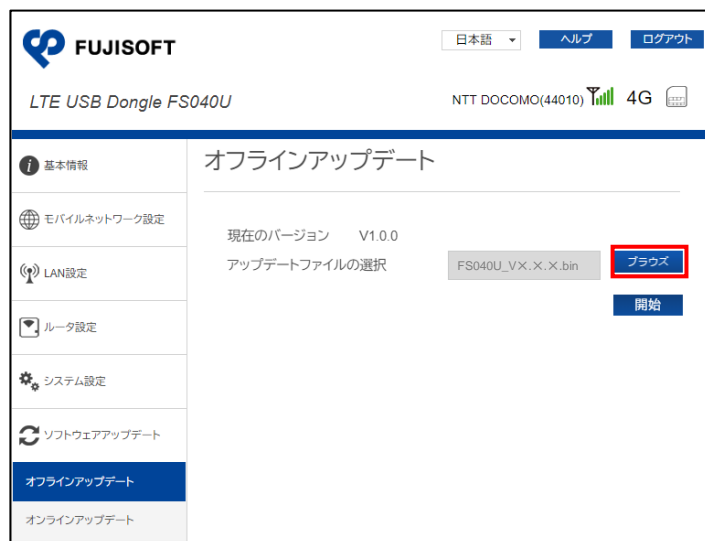 FUJISOFT
日本語
ヘルプ
ログアウト
LTE USB Dongle FS040U
NTT DOCOMO(44010)
4G
基本情報
モバイルネットワーク設定
LAN設定
ルータ設定
システム設定
ソフトウェアアップデート
オフラインアップデート
オンラインアップデート
オフラインアップデート
現在のバージョン V1.0.0
アップデートファイルの選択 FS040U_V×.×.×.bin ブラウズ
開始